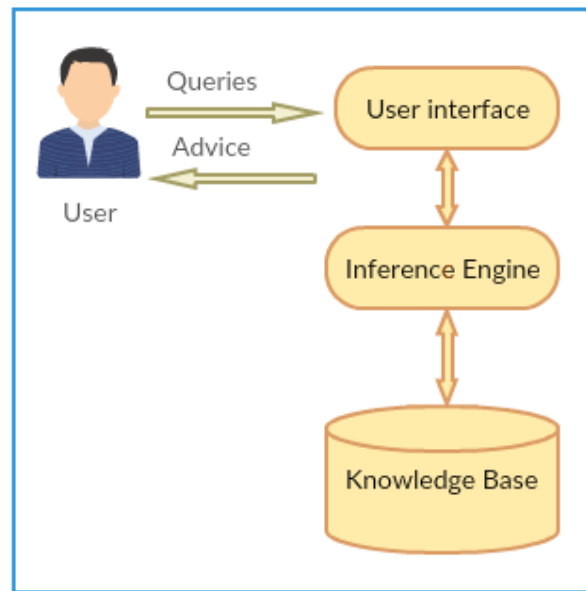 Queries
User interface
Advice
User
Inference Engine
Knowledge Base